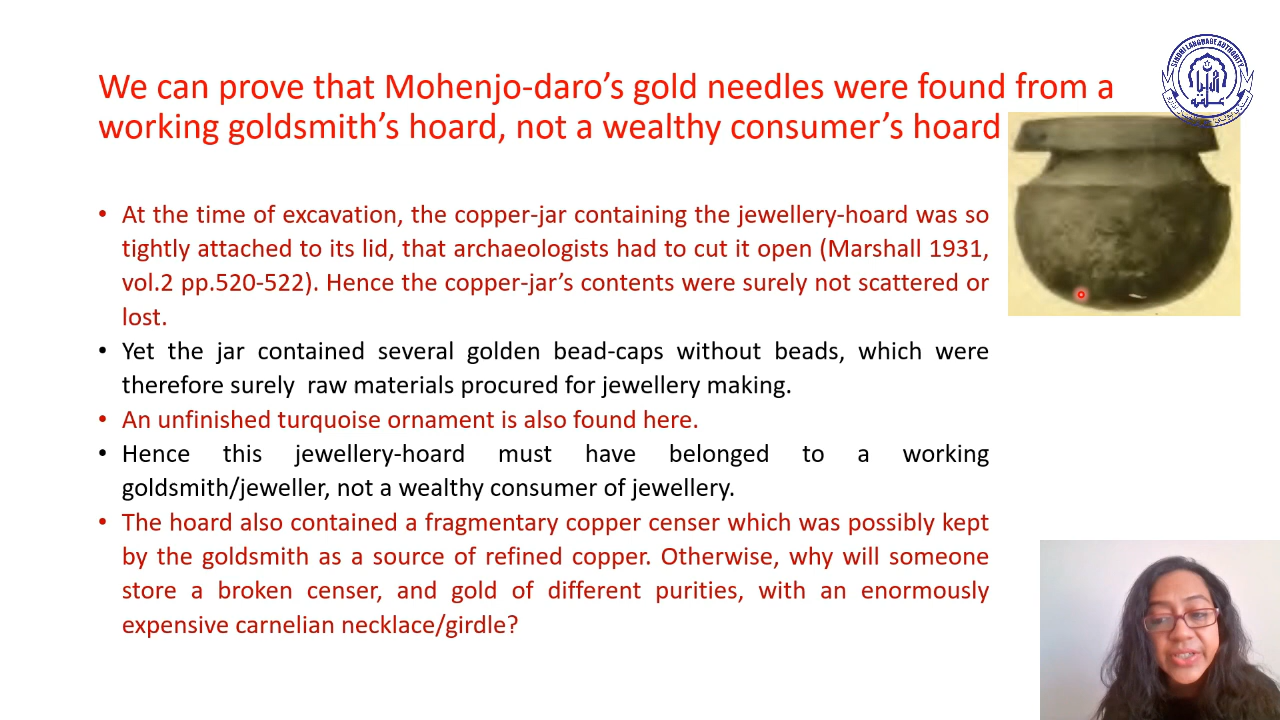 SINDHI LANGUAGE AUTHORITY
We can prove that Mohenjo-daro’s gold needles were found from a
working goldsmith’s hoard, not a wealthy consumer’s hoard
• At the time of excavation, the copper-jar containing the jewellery-hoard was so
tightly attached to its lid, that archaeologists had to cut it open (Marshall 1931,
vol.2 pp.520-522). Hence the copper-jar’s contents were surely not scattered or
lost.
• Yet the jar contained several golden bead-caps without beads, which were
therefore surely raw materials procured for jewellery making.
• An unfinished turquoise ornament is also found here.
• Hence this jewellery-hoard must have belonged to a working
goldsmith/jeweller, not a wealthy consumer of jewellery.
• The hoard also contained a fragmentary copper censer which was possibly kept
by the goldsmith as a source of refined copper. Otherwise, why will someone
store a broken censer, and gold of different purities, with an enormously
expensive carnelian necklace/girdle?